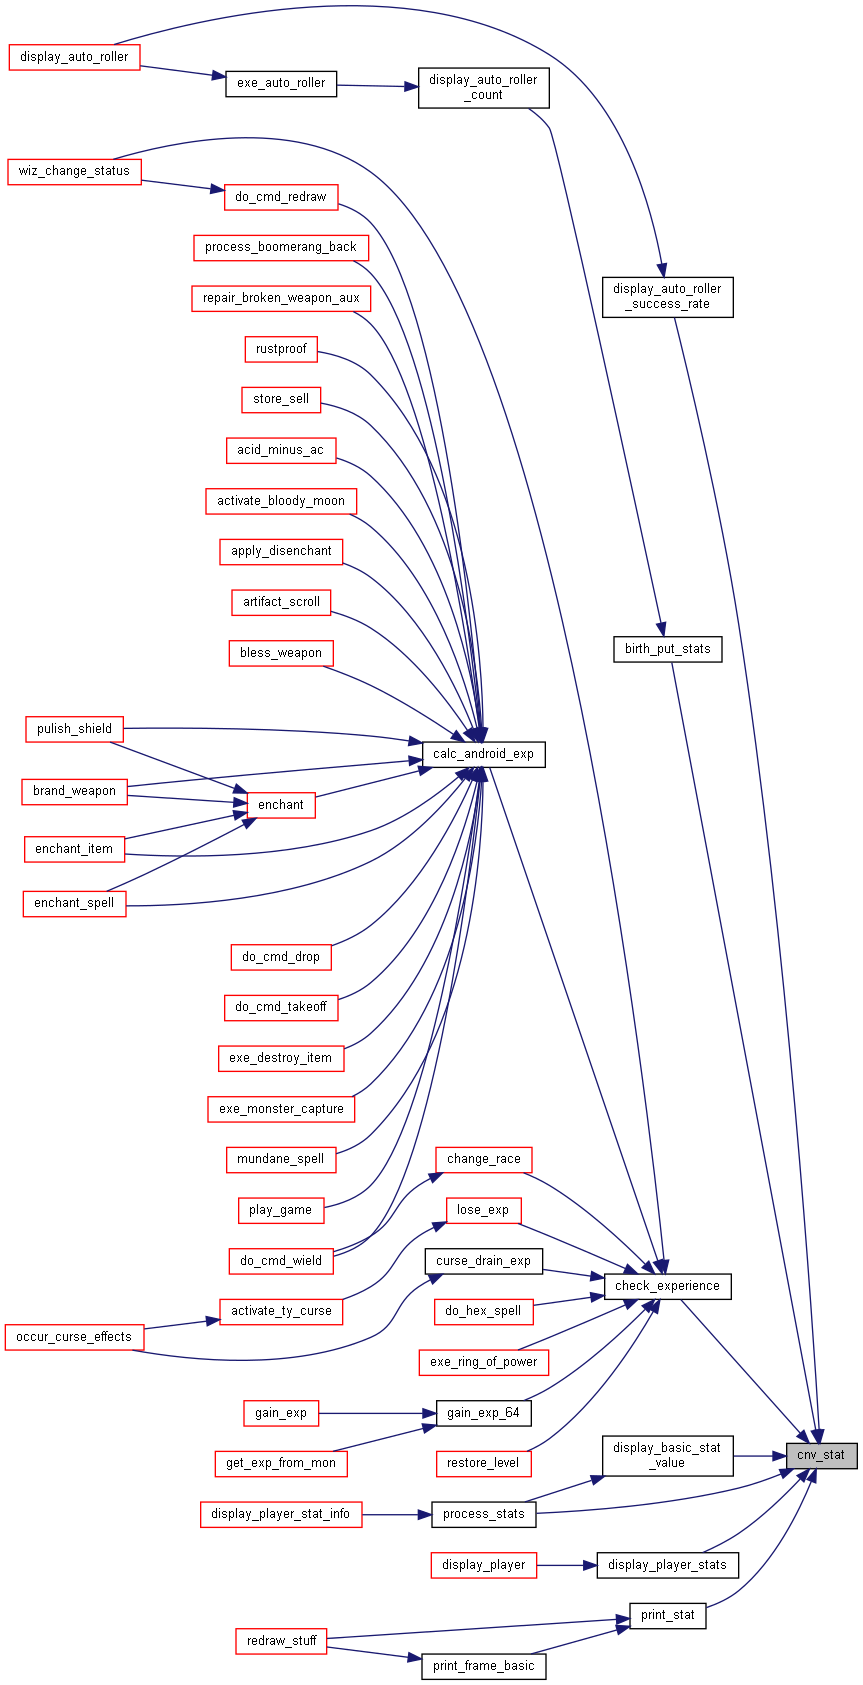 display_auto_roller
exe_auto_roller
display_auto_roller
_count
wiz_change_status
do_cmd_redraw
process_boomerang_back
repair_broken_weapon_aux
display_auto_roller
_success_rate
rustproof
store_sell
acid_minus_ac
activate_bloody_moon
apply_disenchant
artifact_scroll
bless_weapon
birth_put_stats
pulish_shield
calc_android_exp
brand_weapon
enchant
enchant_item
enchant_spell
do_cmd_drop
do_cmd_takeoff
exe_destroy_item
exe_monster_capture
mundane_spell
change_race
play_game
lose_exp
do_cmd_wield
curse_drain_exp
check_experience
activate_ty_curse
do_hex_spell
occur_curse_effects
exe_ring_of_power
gain_exp
gain_exp_64
get_exp_from_mon
restore_level
display_basic_stat
_value
cnv_stat
display_player_stat_info
process_stats
display_player
display_player_stats
print_stat
redraw_stuff
print_frame_basic